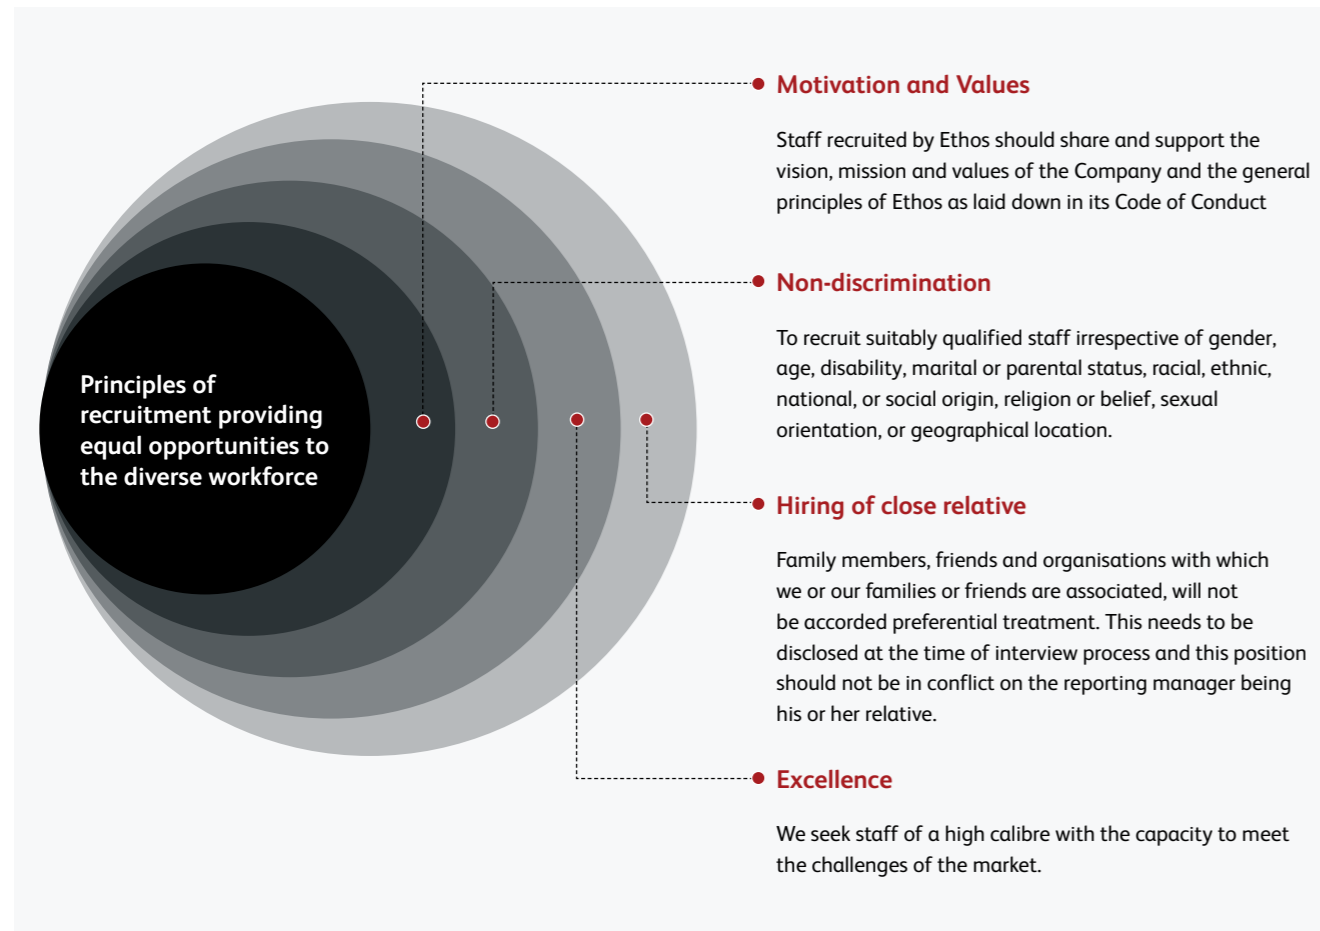 Principles of
recruitment providing
equal opportunities to
the diverse workforce
Motivation and Values
Staff recruited by Ethos should share and support the
vision, mission and values of the Company and the general
principles of Ethos as laid down in its Code of Conduct
Non-discrimination
To recruit suitably qualified staff irrespective of gender,
age, disability, marital or parental status, racial, ethnic,
national, or social origin, religion or belief, sexual
orientation, or geographical location.
Hiring of close relative
Family members, friends and organisations with which
we or our families or friends are associated, will not
be accorded preferential treatment. This needs to be
disclosed at the time of interview process and this position
should not be in conflict on the reporting manager being
his or her relative.
Excellence
We seek staff of a high calibre with the capacity to meet
the challenges of the market.